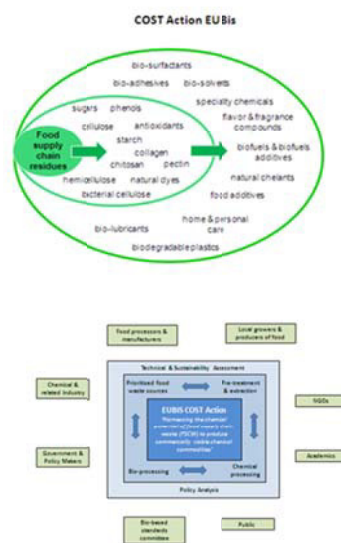 COST Action EUBis
bio-surfactants
bio-adhesives bio-solvents
specialty chemicals
sugars phenols
flavor & fragrance
compounds
cellulose antioxidants
Food
supply
chain
residues
starch
collagen
chitosan pectin
biofuels & biofuels
additives
hemicellulose natural dyes
natural chelants
bacterial cellulose
food additives
bio-lubricants
home & personal
care
biodegradable plastics
Food processors &
manufacturers
Local growers &
producers of food
Technical & Sustainability Assessment
Chemical &
related industry
Prioritised food
waste sources
Pre-treatment
& extraction
NGOs
EUBIS COST Action
Government &
Policy Makers
Academics
Bio-processing
Chemical
processing
Policy Analysis
Bio-based
standards
committee
Public